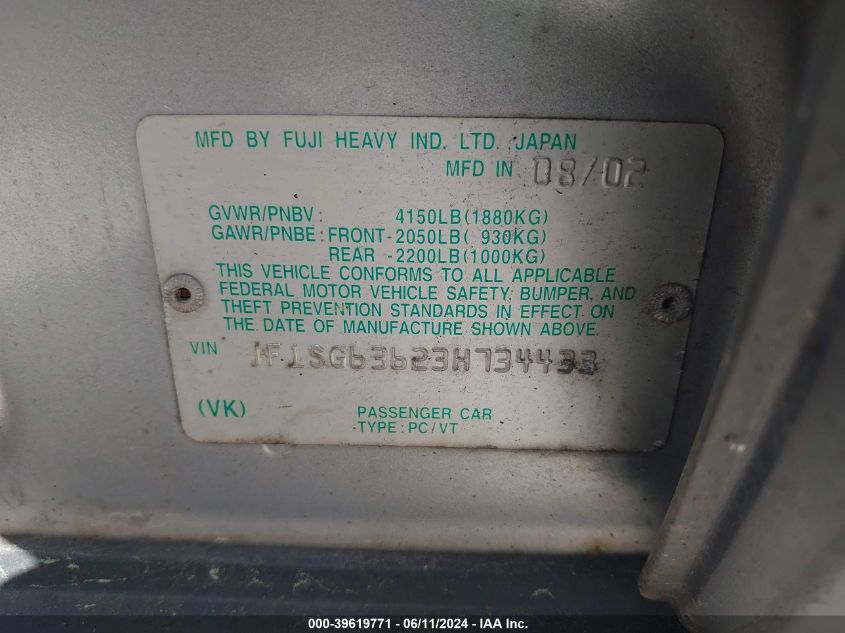 MFD BY FUJI HEAVY IND. LTD. JAPAN
MFD IN 08/02
GVWR/PNBV: 4150LB(1880KG)
GAWR/PNBE: FRONT-2050LB( 930KG)
REAR -2200LB(1000KG)
THIS VEHICLE CONFORMS TO ALL APPLICABLE
FEDERAL MOTOR VEHICLE SAFETY, BUMPER, AND
THEFT PREVENTION STANDARDS IN EFFECT ON
THE DATE OF MANUFACTURE SHOWN ABOVE.
VIN JF1SG63623H734433
(VK) PASSENGER CAR
TYPE: PC/VT
000-39619771 - 06/11/2024 - IAA Inc.